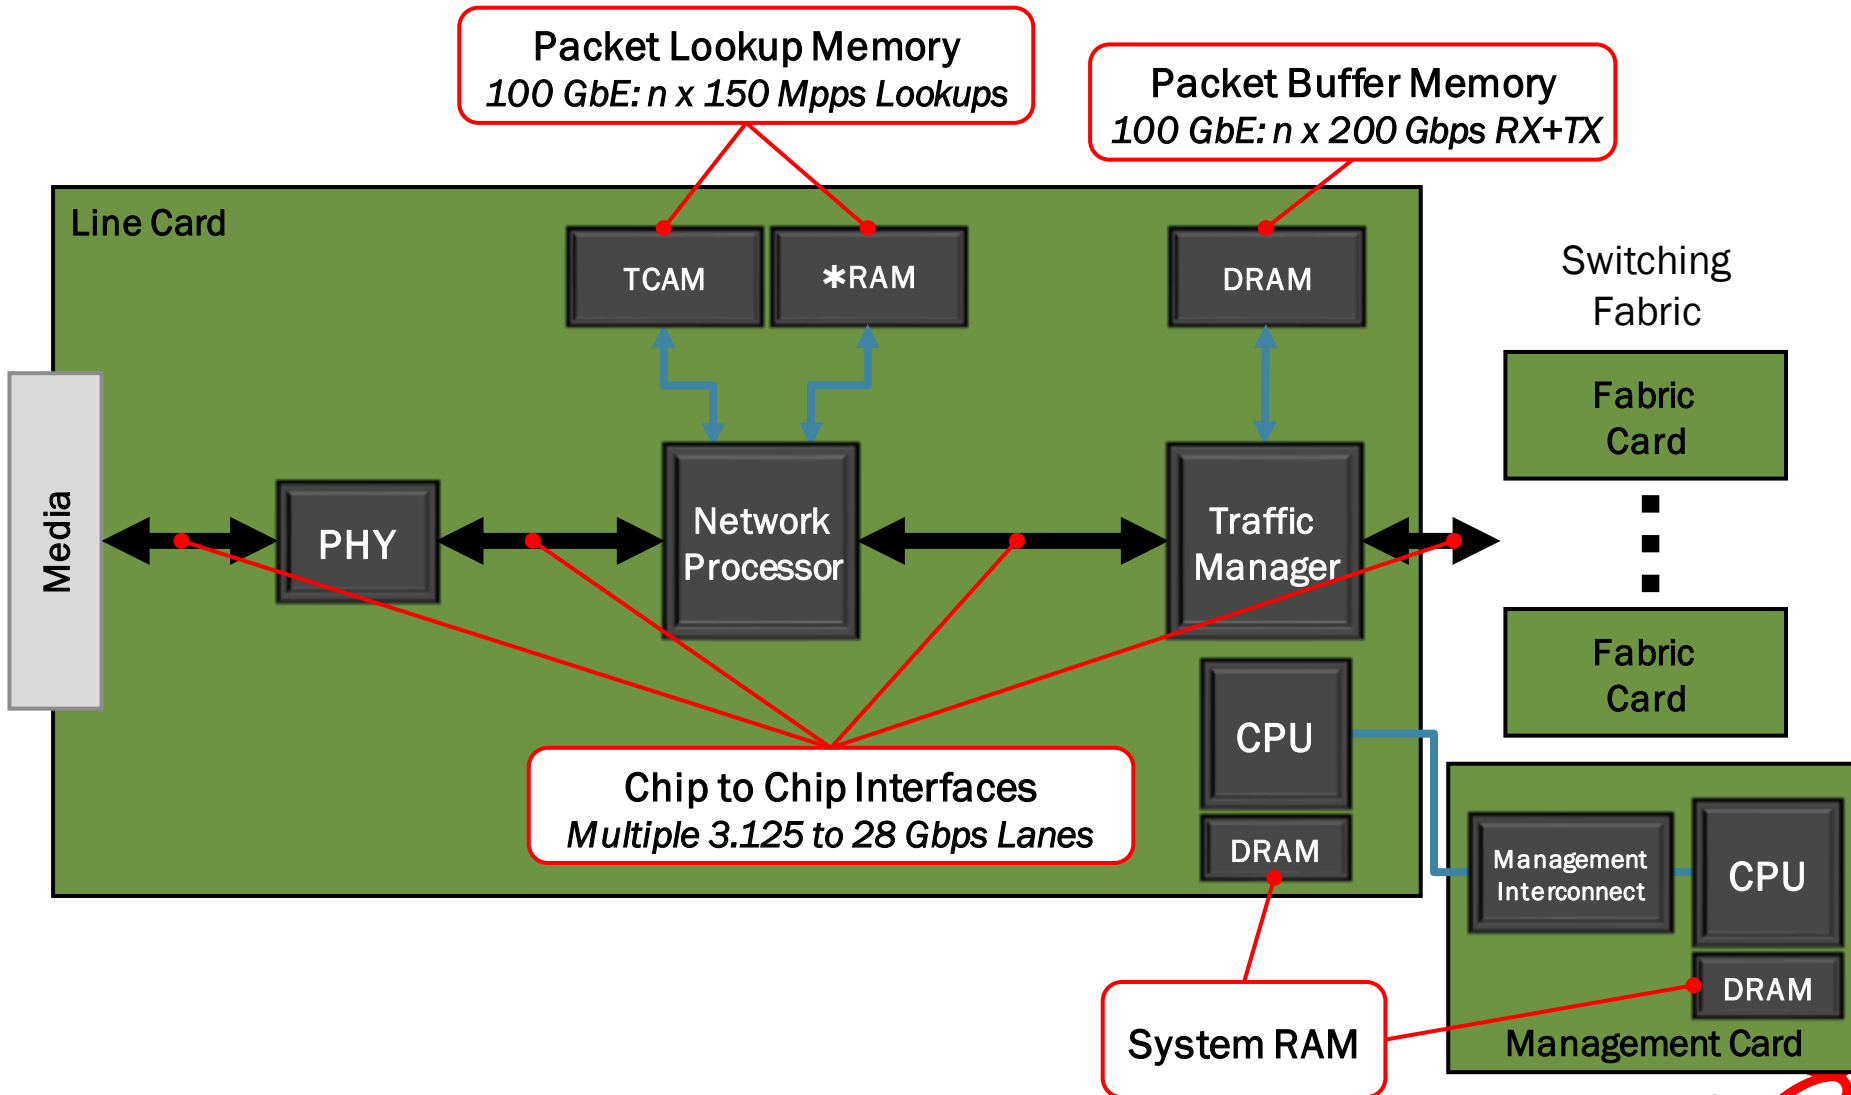 Packet Lookup Memory
100 GbE: n x 150 Mpps Lookups
Packet Buffer Memory
100 GbE: n x 200 Gbps RX+TX
Line Card
TCAM
*RAM
DRAM
Switching
Fabric
Fabric
Card
Media
PHY
Network
Processor
Traffic
Manager
Fabric
Card
CPU
DRAM
Chip to Chip Interfaces
Multiple 3.125 to 28 Gbps Lanes
Management
Interconnect
CPU
DRAM
Management Card
System RAM